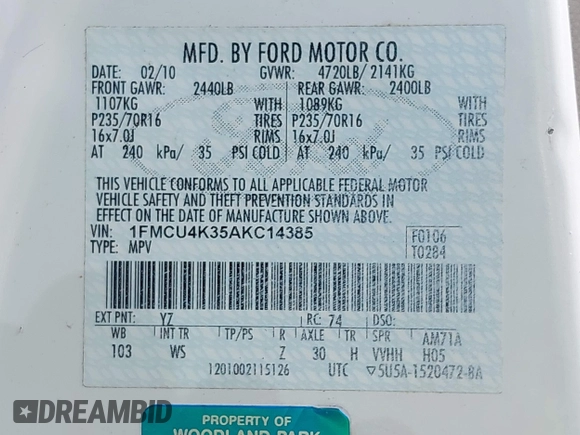 MFD. BY FORD MOTOR CO.
DATE: 02/10 GVWR: 4720LB/ 2141KG
FRONT GAWR: 2440LB REAR GAWR: 2400LB
1107KG WITH 1089KG WITH
P235/70R16 TIRES P235/70R16 TIRES
16x7.0J RIMS 16x7.0J RIMS
AT 240 kPa/ 35 PSI COLD AT 240 kPa/ 35 PSI COLD
THIS VEHICLE CONFORMS TO ALL APPLICABLE FEDERAL MOTOR
VEHICLE SAFETY AND THEFT PREVENTION STANDARDS IN
EFFECT ON THE DATE OF MANUFACTURE SHOWN ABOVE.
VIN: 1FMCU4K35AKC14385 F0106
TYPE: MPV T0284
EXT PNT: YZ RC: 74 DSO:
WB INT TR TP/PS R AXLE TR SPR AM71A
103 WS Z 30 H VVHH H05
1201002115126 UTC ▽5U5A-1520472-BA
DREAMBID
PROPERTY OF
WOODLAND PARK